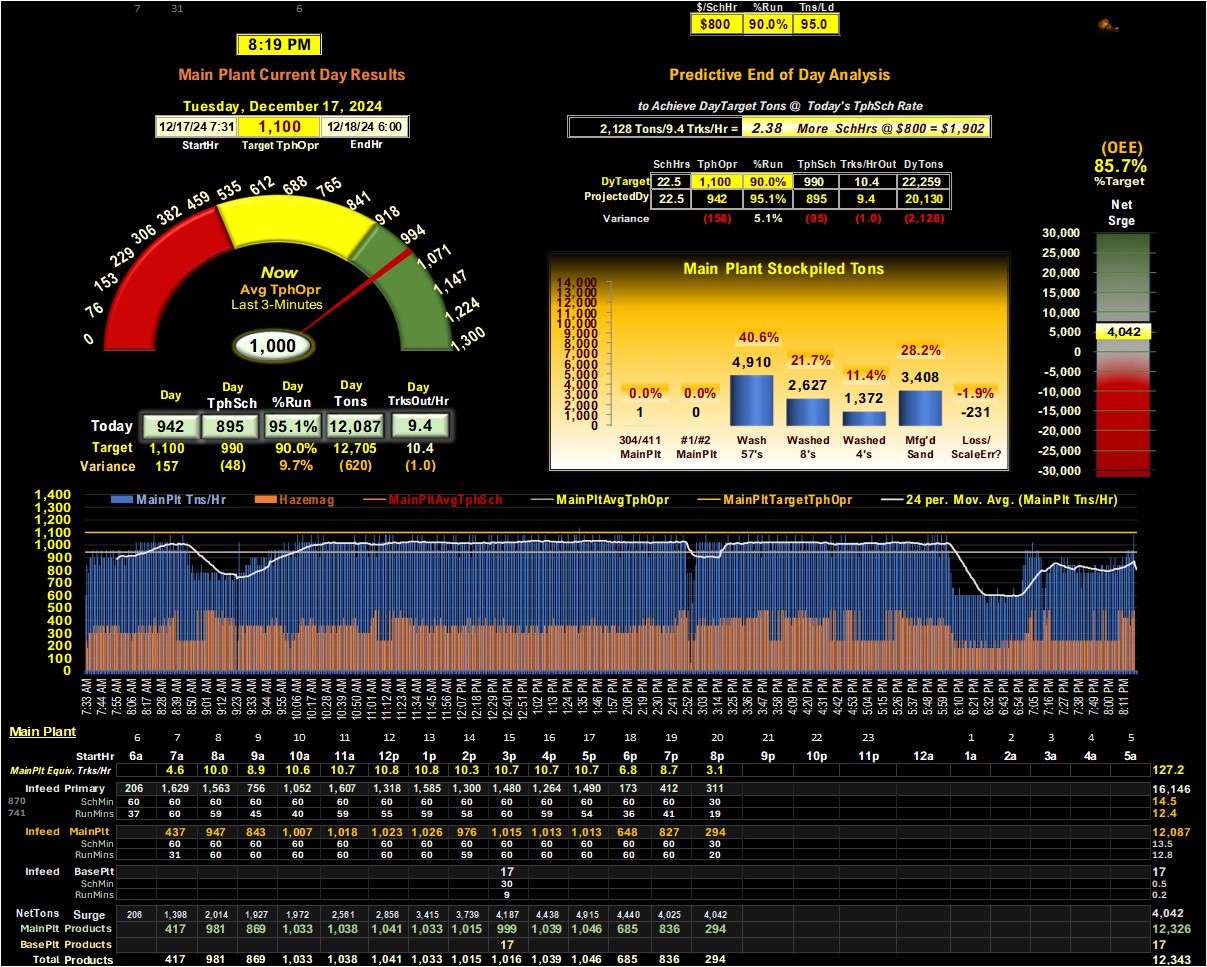 7 31 6
$/SchHr %Run Tns/Ld
$800 90.0% 95.0
8:19 PM
Main Plant Current Day Results
Predictive End of Day Analysis
Tuesday, December 17, 2024
to Achieve DayTarget Tons @ Today's TphSch Rate
12/17/24 7:31 1,100 12/18/24 6:00
StartHr Target TphOpr EndHr
2,128 Tons/9.4 Trks/Hr = 2.38 More SchHrs @ $800 = $1,902
(OEE)
85.7%
%Target
SchHrs TphOpr %Run TphSch Trks/HrOut DyTons
DyTarget 22.5 1,100 90.0% 990 10.4 22,259
ProjectedDy 22.5 942 95.1% 895 9.4 20,130
Variance (158) 5.1% (95) (1.0) (2,128)
Net
Srge
30,000
25,000
20,000
15,000
10,000
5,000
4,042
0
-5,000
-10,000
-15,000
-20,000
-25,000
-30,000
0 76 153 229 306 382 459 535 612 688 765 841 918 994 1,071 1,147 1,224 1,300
Now
Avg TphOpr
Last 3-Minutes
1,000
Main Plant Stockpiled Tons
14,000
13,000
12,000
11,000
10,000
9,000
8,000
7,000
6,000
5,000
4,000
3,000
2,000
1,000
0
0.0% 0.0% 40.6% 21.7% 11.4% 28.2% -1.9%
1 0 4,910 2,627 1,372 3,408 -231
304/411 #1/#2 Wash Washed Washed Mfg'd Loss/
MainPlt MainPlt 57's 8's 4's Sand ScaleErr?
Day Day Day Day Day
TphSch %Run Tons TrksOut/Hr
Today 942 895 95.1% 12,087 9.4
Target 1,100 990 90.0% 12,705 10.4
Variance 157 (48) 9.7% (620) (1.0)
MainPlt Tns/Hr Hazemag MainPltAvgTphSch MainPltAvgTphOpr MainPltTargetTphOpr 24 per. Mov. Avg. (MainPlt Tns/Hr)
1,400
1,300
1,200
1,100
1,000
900
800
700
600
500
400
300
200
100
0
7:33 AM 7:44 AM 7:55 AM 8:06 AM 8:17 AM 8:28 AM 8:39 AM 8:50 AM 9:01 AM 9:12 AM 9:23 AM 9:33 AM 9:44 AM 9:55 AM 10:06 AM 10:17 AM 10:28 AM 10:39 AM 10:50 AM 11:01 AM 11:12 AM 11:23 AM 11:34 AM 11:45 AM 11:56 AM 12:07 PM 12:18 PM 12:29 PM 12:40 PM 12:51 PM 1:02 PM 1:13 PM 1:24 PM 1:35 PM 1:46 PM 1:57 PM 2:08 PM 2:19 PM 2:30 PM 2:41 PM 2:52 PM 3:03 PM 3:14 PM 3:25 PM 3:36 PM 3:47 PM 3:58 PM 4:09 PM 4:20 PM 4:31 PM 4:42 PM 4:53 PM 5:04 PM 5:15 PM 5:26 PM 5:37 PM 5:48 PM 5:59 PM 6:10 PM 6:21 PM 6:32 PM 6:43 PM 6:54 PM 7:05 PM 7:16 PM 7:27 PM 7:38 PM 7:49 PM 8:00 PM 8:11 PM
Main Plant
6 7 8 9 10 11 12 13 14 15 16 17 18 19 20 21 22 23 1 2 3 4 5
StartHr 6a 7a 8a 9a 10a 11a 12p 1p 2p 3p 4p 5p 6p 7p 8p 9p 10p 11p 12a 1a 2a 3a 4a 5a
MainPlt Equiv. Trks/Hr 4.6 10.0 8.9 10.6 10.7 10.8 10.8 10.3 10.7 10.7 10.7 6.8 8.7 3.1 127.2
Infeed Primary 206 1,629 1,563 756 1,052 1,607 1,318 1,585 1,300 1,480 1,264 1,490 173 412 311 16,146
870 SchMin 60 60 60 60 60 60 60 60 60 60 60 60 60 60 30 14.5
741 RunMins 37 60 59 45 40 59 55 59 58 60 59 54 36 41 19 12.4
Infeed MainPlt 437 947 843 1,007 1,018 1,023 1,026 976 1,015 1,013 1,013 648 827 294 12,087
SchMin 60 60 60 60 60 60 60 60 60 60 60 60 60 30 13.5
RunMins 31 60 60 60 60 60 60 59 60 60 60 60 60 20 12.8
Infeed BasePlt 17 17
SchMin 30 0.5
RunMins 9 0.2
NetTons Surge 206 1,398 2,014 1,927 1,972 2,561 2,856 3,415 3,739 4,187 4,438 4,915 4,440 4,025 4,042 4,042
MainPlt Products 417 981 869 1,033 1,038 1,041 1,033 1,015 999 1,039 1,046 685 836 294 12,326
BasePlt Products 17 17
Total Products 417 981 869 1,033 1,038 1,041 1,033 1,015 1,016 1,039 1,046 685 836 294 12,343